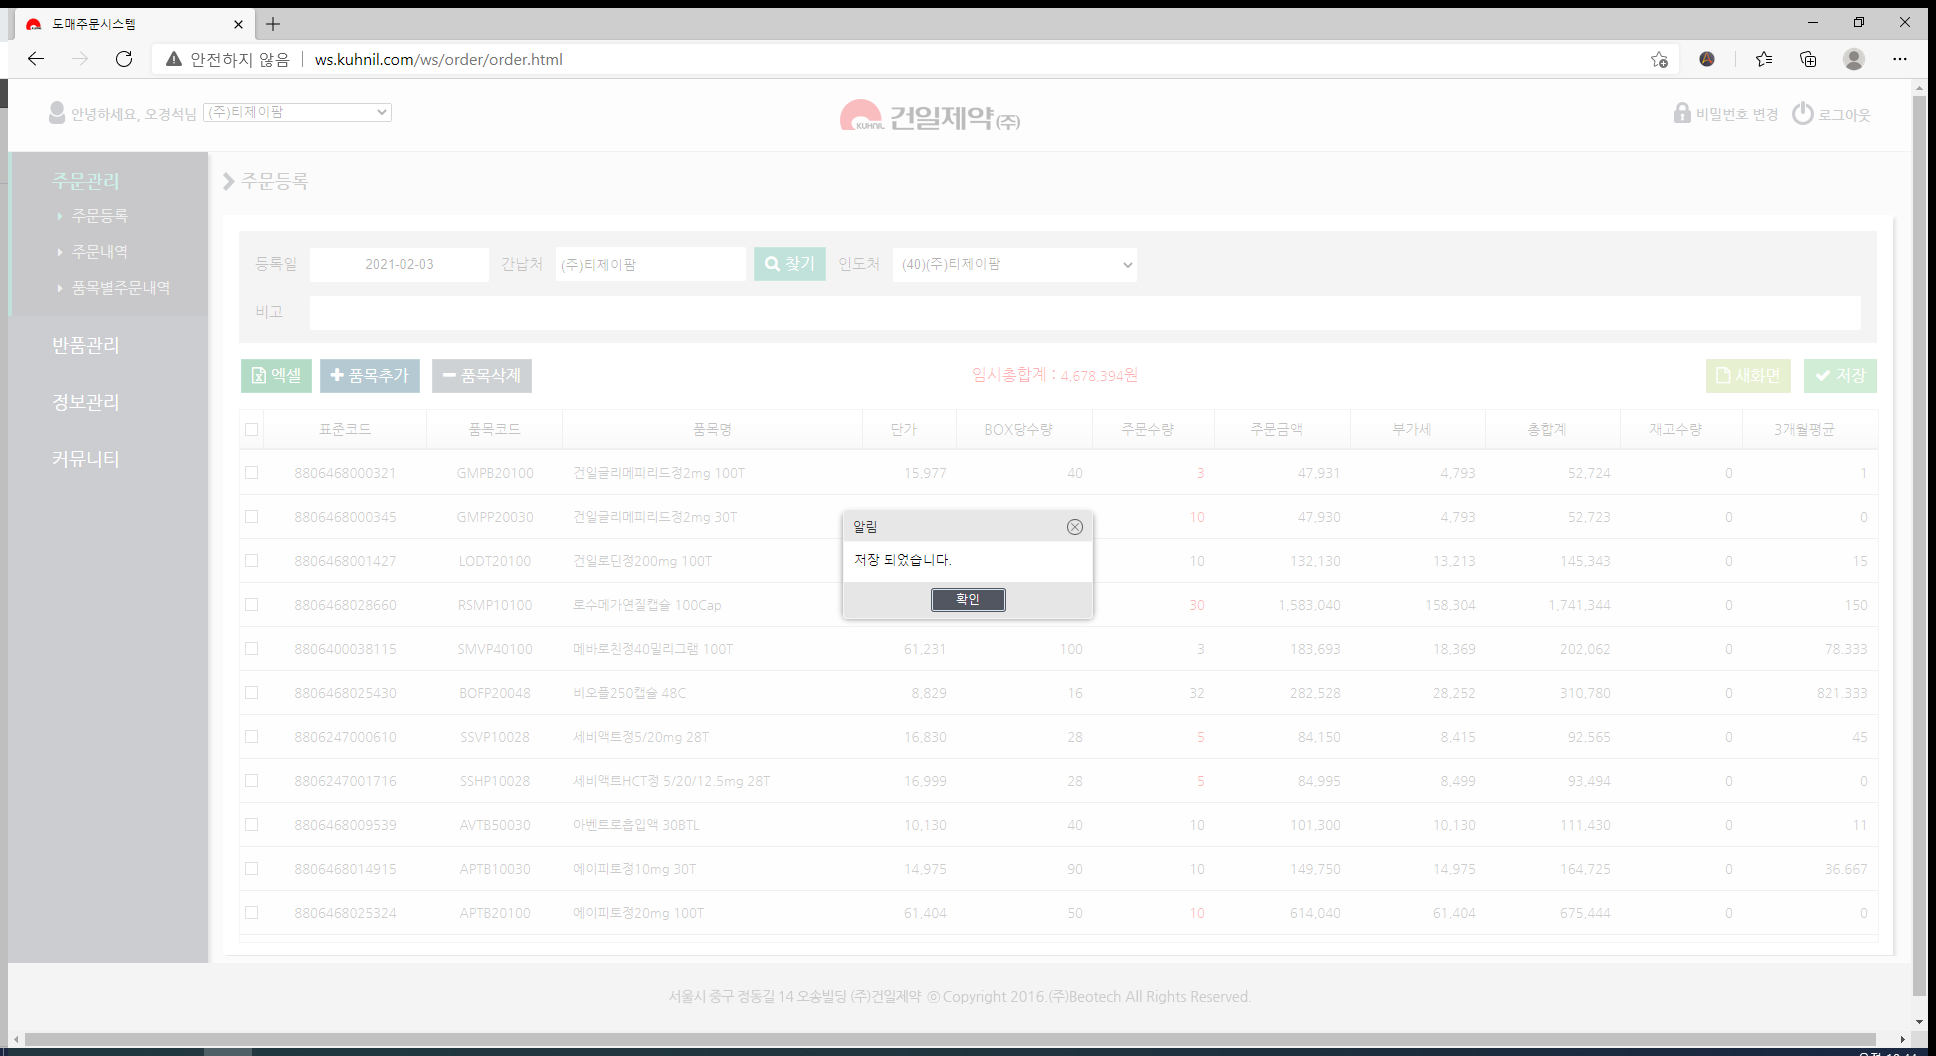 도매주문시스템
안전하지 않음 ws.kuhnil.com/ws/order/order.html
안녕하세요, 오경석님 (주)티제이팜
KUHNIL 건일제약(주)
비밀번호 변경 로그아웃
주문관리
주문등록
주문내역
품목별주문내역
반품관리
정보관리
커뮤니티
주문등록
등록일 2021-02-03 간납처 (주)티제이팜 찾기 인도처 (40)(주)티제이팜
비고
엑셀 품목추가 품목삭제 임시총합계 : 4,678,394원 새화면 저장
표준코드 품목코드 품목명 단가 BOX당수량 주문수량 주문금액 부가세 총합계 재고수량 3개월평균
8806468000321 GMPB20100 건일글리메피리드정2mg 100T 15,977 40 3 47,931 4,793 52,724 0 1
8806468000345 GMPP20030 건일글리메피리드정2mg 30T 10 47,930 4,793 52,723 0 0
8806468001427 LODT20100 건일로딘정200mg 100T 10 132,130 13,213 145,343 0 15
8806468028660 RSMP10100 로수메가연질캡슐 100Cap 30 1,583,040 158,304 1,741,344 0 150
8806400038115 SMVP40100 메바로친정40밀리그램 100T 61,231 100 3 183,693 18,369 202,062 0 78.333
8806468025430 BOFP20048 비오플250캡슐 48C 8,829 16 32 282,528 28,252 310,780 0 821.333
8806247000610 SSVP10028 세비액트정5/20mg 28T 16,830 28 5 84,150 8,415 92,565 0 45
8806247001716 SSHP10028 세비액트HCT정 5/20/12.5mg 28T 16,999 28 5 84,995 8,499 93,494 0 0
8806468009539 AVTB50030 아벤트로흡입액 30BTL 10,130 40 10 101,300 10,130 111,430 0 11
8806468014915 APTB10030 에이피토정10mg 30T 14,975 90 10 149,750 14,975 164,725 0 36.667
8806468025324 APTB20100 에이피토정20mg 100T 61,404 50 10 614,040 61,404 675,444 0 0
알림
저장 되었습니다.
확인
서울시 중구 정동길 14 오송빌딩 (주)건일제약 ⓒ Copyright 2016.(주)Beotech All Rights Reserved.